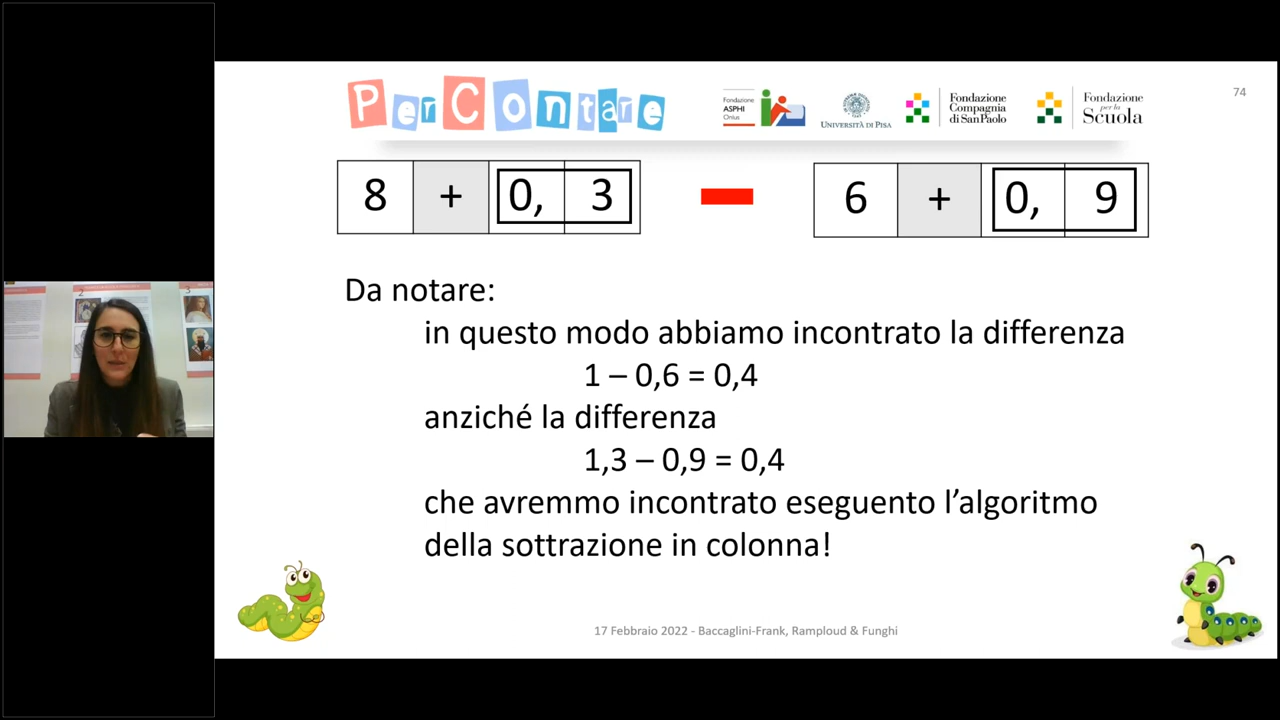 PerContare
Fondazione
ASPHI
Onlus
UNIVERSITÀ DI PISA
Fondazione
Compagnia
di San Paolo
Fondazione
per la
Scuola
74
8 + 0, 3 – 6 + 0, 9
Da notare:
in questo modo abbiamo incontrato la differenza
1 – 0,6 = 0,4
anziché la differenza
1,3 – 0,9 = 0,4
che avremmo incontrato eseguento l’algoritmo
della sottrazione in colonna!
17 Febbraio 2022 - Baccaglini-Frank, Ramploud & Funghi